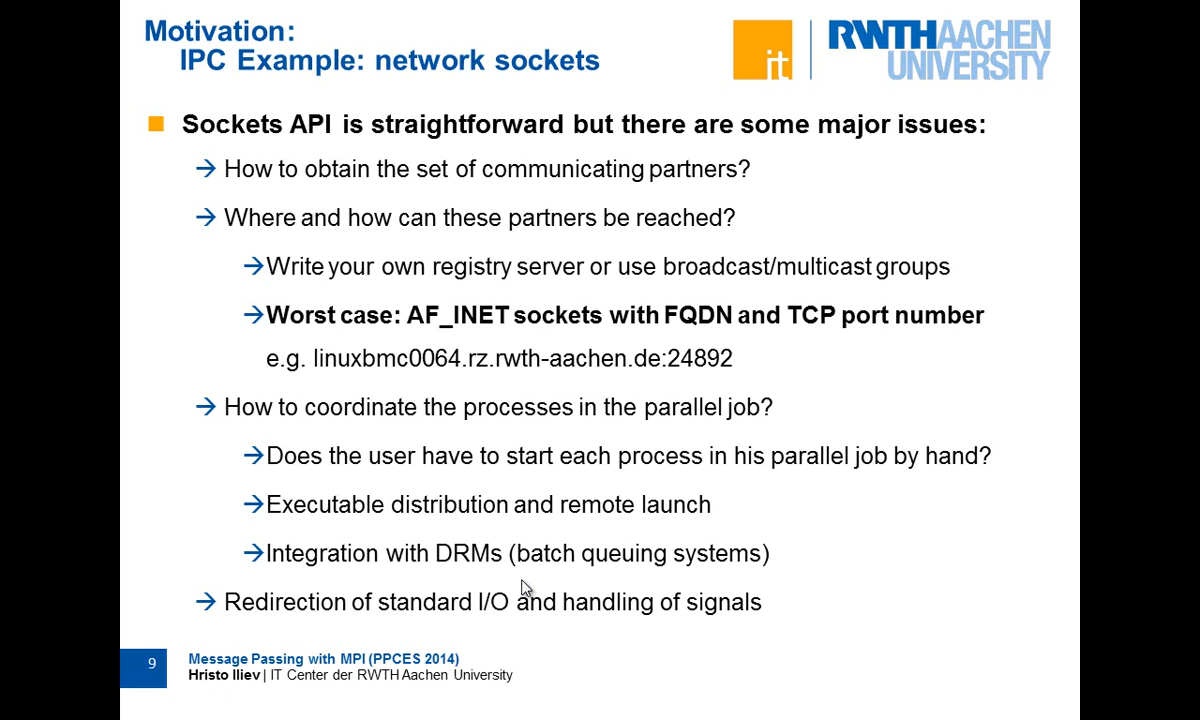 Motivation:
IPC Example: network sockets
it
RWTHAACHEN
UNIVERSITY
Sockets API is straightforward but there are some major issues:
→ How to obtain the set of communicating partners?
→ Where and how can these partners be reached?
→Write your own registry server or use broadcast/multicast groups
→Worst case: AF_INET sockets with FQDN and TCP port number
e.g. linuxbmc0064.rz.rwth-aachen.de:24892
→ How to coordinate the processes in the parallel job?
→Does the user have to start each process in his parallel job by hand?
→Executable distribution and remote launch
→Integration with DRMs (batch queuing systems)
→ Redirection of standard I/O and handling of signals
9
Message Passing with MPI (PPCES 2014)
Hristo Iliev | IT Center der RWTH Aachen University